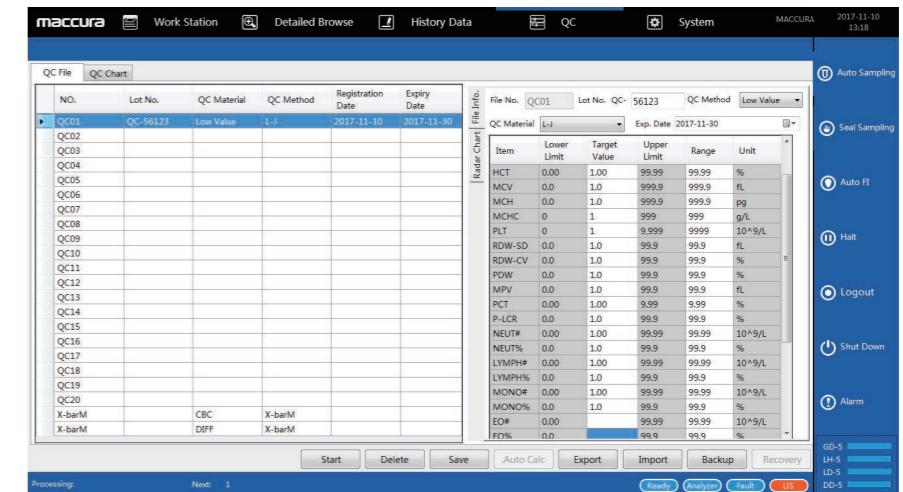 maccura Work Station Detailed Browse History Data QC System MACCURA 2017-11-10
13:18
QC File QC Chart
NO. Lot No. QC Material QC Method Registration Date Expiry Date
QC01 QC-56123 Low Value L-J 2017-11-10 2017-11-30
QC02
QC03
QC04
QC05
QC06
QC07
QC08
QC09
QC10
QC11
QC12
QC13
QC14
QC15
QC16
QC17
QC18
QC19
QC20
X-barM CBC X-barM
X-barM DIFF X-barM
File Info.
Radar Chart
File No. QC01 Lot No. QC- 56123 QC Method Low Value
QC Material L-J Exp. Date 2017-11-30
Item Lower Limit Target Value Upper Limit Range Unit
HCT 0.00 1.00 99.99 99.99 %
MCV 0.0 1.0 999.9 999.9 fL
MCH 0.0 1.0 999.9 999.9 pg
MCHC 0 1 999 999 g/L
PLT 0 1 9,999 9999 10^9/L
RDW-SD 0.0 1.0 99.9 99.9 fL
RDW-CV 0.0 1.0 99.9 99.9 %
PDW 0.0 1.0 99.9 99.9 %
MPV 0.0 1.0 99.9 99.9 fL
PCT 0.00 1.00 9.99 9.99 %
P-LCR 0.0 1.0 99.9 99.9 %
NEUT# 0.00 1.00 99.99 99.99 10^9/L
NEUT% 0.0 1.0 99.9 99.9 %
LYMPH# 0.00 1.00 99.99 99.99 10^9/L
LYMPH% 0.0 1.0 99.9 99.9 %
MONO# 0.00 1.00 99.99 99.99 10^9/L
MONO% 0.0 1.0 99.9 99.9 %
EO# 0.00 99.99 99.99 10^9/L
EO% 0.0 99.9 99.9 %
Start Delete Save Auto Calc Export Import Backup Recovery
Auto Sampling
Seal Sampling
Auto FI
Halt
Logout
Shut Down
Alarm
GD-5
LH-5
LD-5
DD-5
Processing: Next: 1 Ready Analyzer Fault LIS